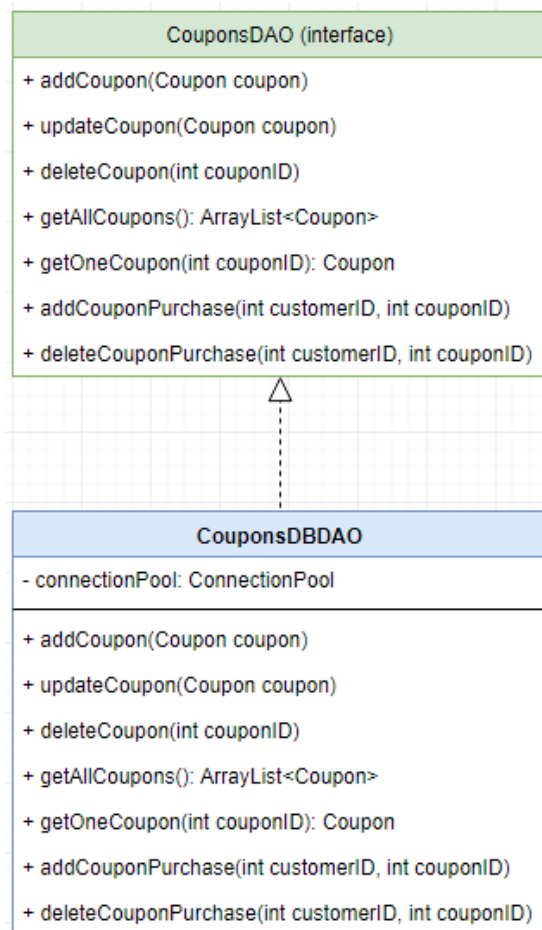 CouponsDAO (interface)
+ addCoupon(Coupon coupon)
+ updateCoupon(Coupon coupon)
+ deleteCoupon(int couponID)
+ getAllCoupons(): ArrayList<Coupon>
+ getOneCoupon(int couponID): Coupon
+ addCouponPurchase(int customerID, int couponID)
+ deleteCouponPurchase(int customerID, int couponID)
CouponsDBDAO
- connectionPool: ConnectionPool
+ addCoupon(Coupon coupon)
+ updateCoupon(Coupon coupon)
+ deleteCoupon(int couponID)
+ getAllCoupons(): ArrayList<Coupon>
+ getOneCoupon(int couponID): Coupon
+ addCouponPurchase(int customerID, int couponID)
+ deleteCouponPurchase(int customerID, int couponID)